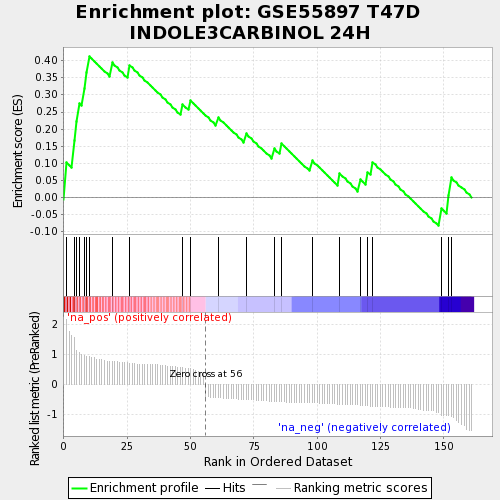 Enrichment plot: GSE55897 T47D
INDOLE3CARBINOL 24H
Enrichment score (ES)
0.40
0.35
0.30
0.25
0.20
0.15
0.10
0.05
0.00
-0.05
-0.10
'na_pos' (positively correlated)
Ranked list metric (PreRanked)
2
1
0
-1
Zero cross at 56
'na_neg' (negatively correlated)
0 25 50 75 100 125 150
Rank in Ordered Dataset
Enrichment profile Hits Ranking metric scores